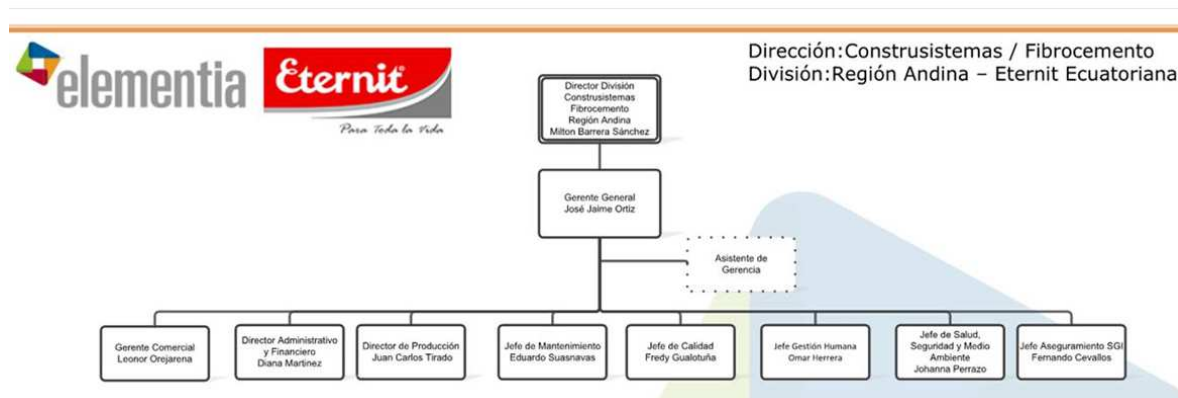 elementia
Eternit
Para Toda la Vida
Dirección:Construsistemas / Fibrocemento
División:Región Andina – Eternit Ecuatoriana
Director División
Construsistemas
Fibrocemento
Región Andina
Milton Barrera Sánchez
Gerente General
José Jaime Ortiz
Asistente de
Gerencia
Gerente Comercial
Leonor Orejarena
Director Administrativo
y Financiero
Diana Martinez
Director de Producción
Juan Carlos Tirado
Jefe de Mantenimiento
Eduardo Suasnavas
Jefe de Calidad
Fredy Gualotuña
Jefe Gestión Humana
Omar Herrera
Jefe de Salud,
Seguridad y Medio
Ambiente
Johanna Perrazo
Jefe Aseguramiento SGI
Fernando Cevallos